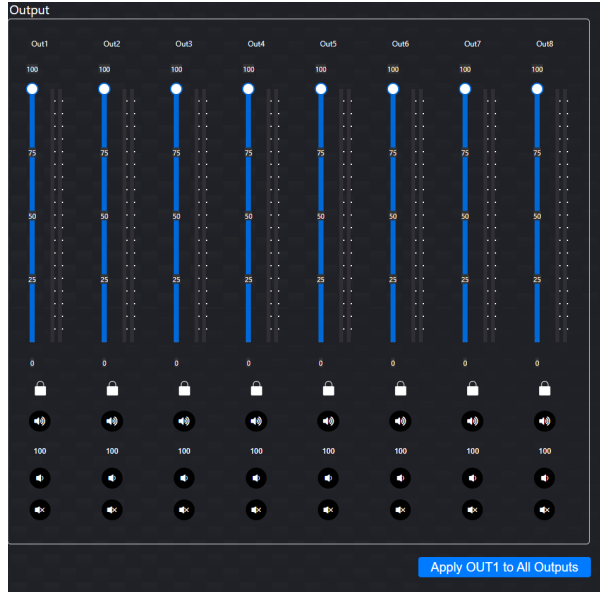 Output
Out1 Out2 Out3 Out4 Out5 Out6 Out7 Out8
100 100 100 100 100 100 100 100
75 75 75 75 75 75 75 75
50 50 50 50 50 50 50 50
25 25 25 25 25 25 25 25
0 0 0 0 0 0 0 0
100 100 100 100 100 100 100 100
Apply OUT1 to All Outputs